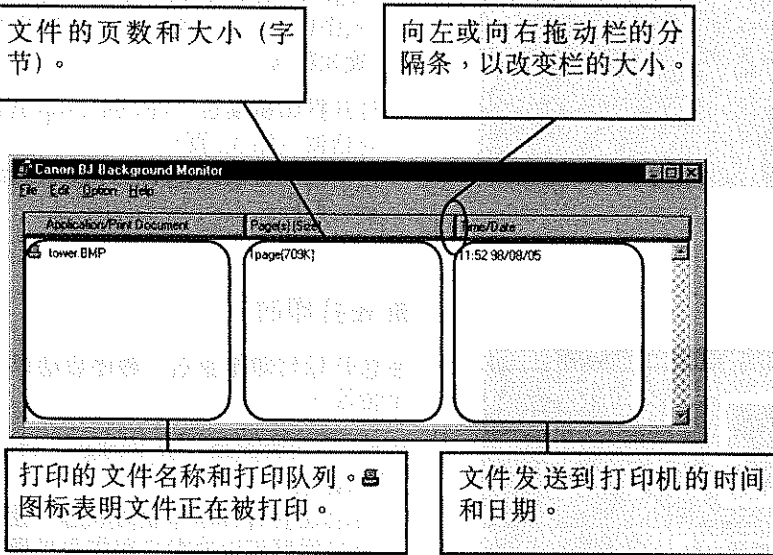 文件的页数和大小（字
节）。
向左或向右拖动栏的分
隔条，以改变栏的大小。
Canon BJ Background Monitor
File Edit Option Help
Application/Print Document Page(s) (Size) Time/Date
tower.BMP 1page(709K) 11:52 98/08/05
打印的文件名称和打印队列。
图标表明文件正在被打印。
文件发送到打印机的时间
和日期。